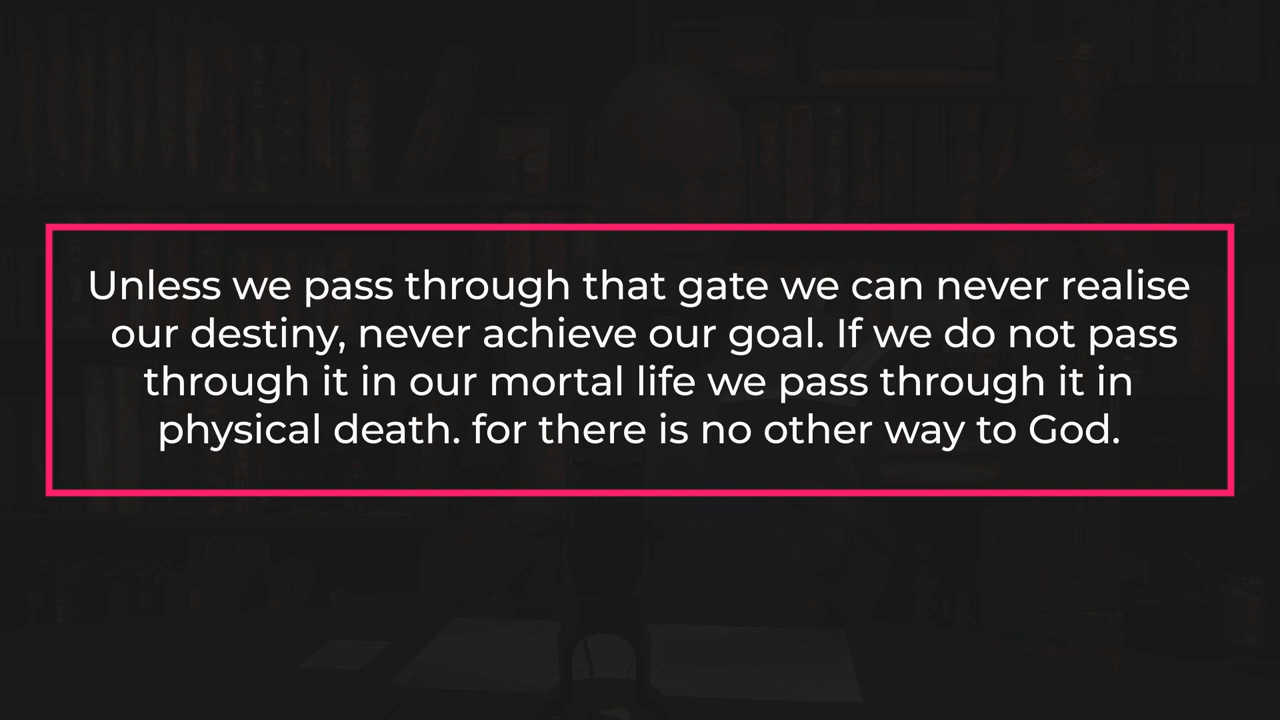 Unless we pass through that gate we can never realise
our destiny, never achieve our goal. If we do not pass
through it in our mortal life we pass through it in
physical death. for there is no other way to God.